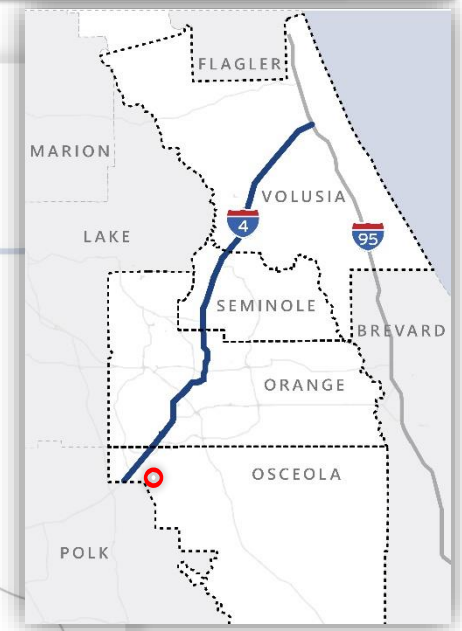 FLAGLER
MARION
VOLUSIA
4
LAKE
95
SEMINOLE
BREVARD
ORANGE
OSCEOLA
POLK